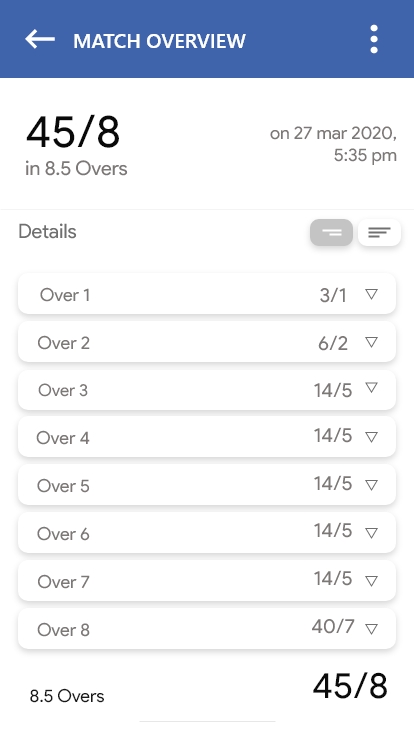 MATCH OVERVIEW
45/8
in 8.5 Overs
on 27 mar 2020,
5:35 pm
Details
Over 1 3/1
Over 2 6/2
Over 3 14/5
Over 4 14/5
Over 5 14/5
Over 6 14/5
Over 7 14/5
Over 8 40/7
8.5 Overs 45/8